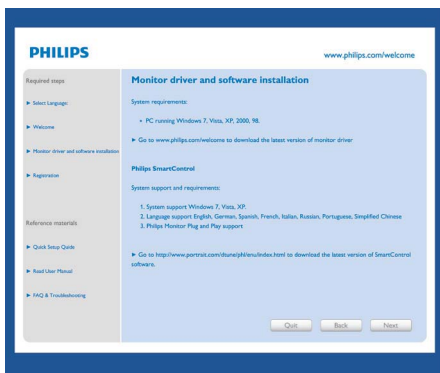 PHILIPS
www.philips.com/welcome
Required steps
► Select Language:
► Welcome
► Monitor driver and software installation
► Registration
Reference materials
► Quick Setup Quide
► Read User Manual
► FAQ & Troubleshooting
Monitor driver and software installation
System requirements:
• PC running Windows 7, Vista, XP, 2000, 98.
► Go to www.philips.com/welcome to download the latest version of monitor driver
Philips SmartControl
System support and requirements:
1. System support Windows 7, Vista, XP.
2. Language support English, German, Spanish, French, Italian, Russian, Portuguese, Simplified Chinese
3. Philips Monitor Plug and Play support
► Go to http://www.portrait.com/dtune/phl/enu/index.html to download the latest version of SmartControl
software.
Quit
Back
Next